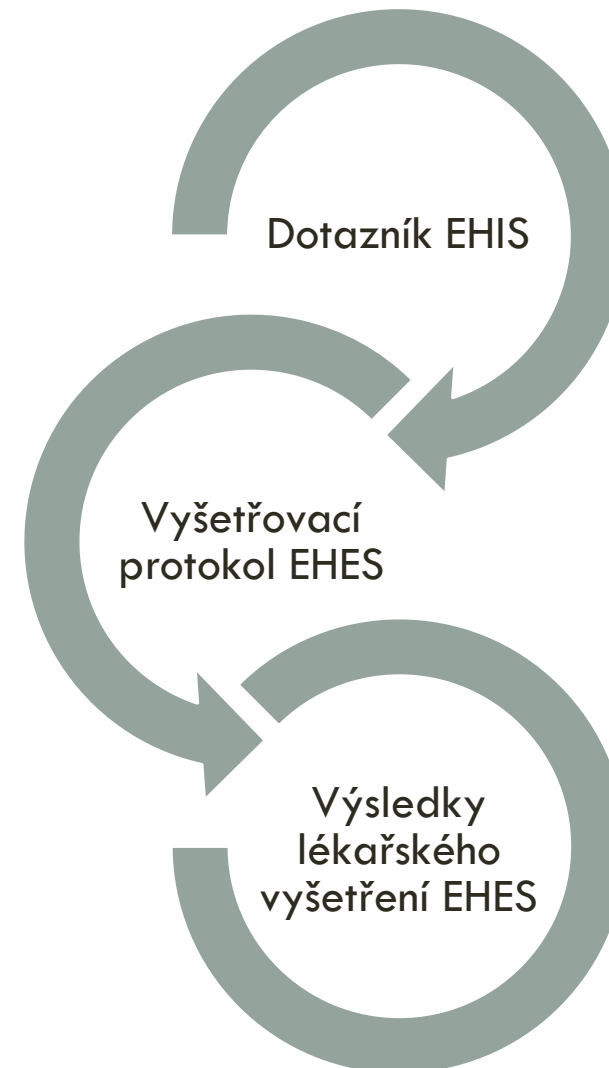 Dotazník EHIS
Vyšetřovací
protokol EHES
Výsledky
lékařského
vyšetření EHES